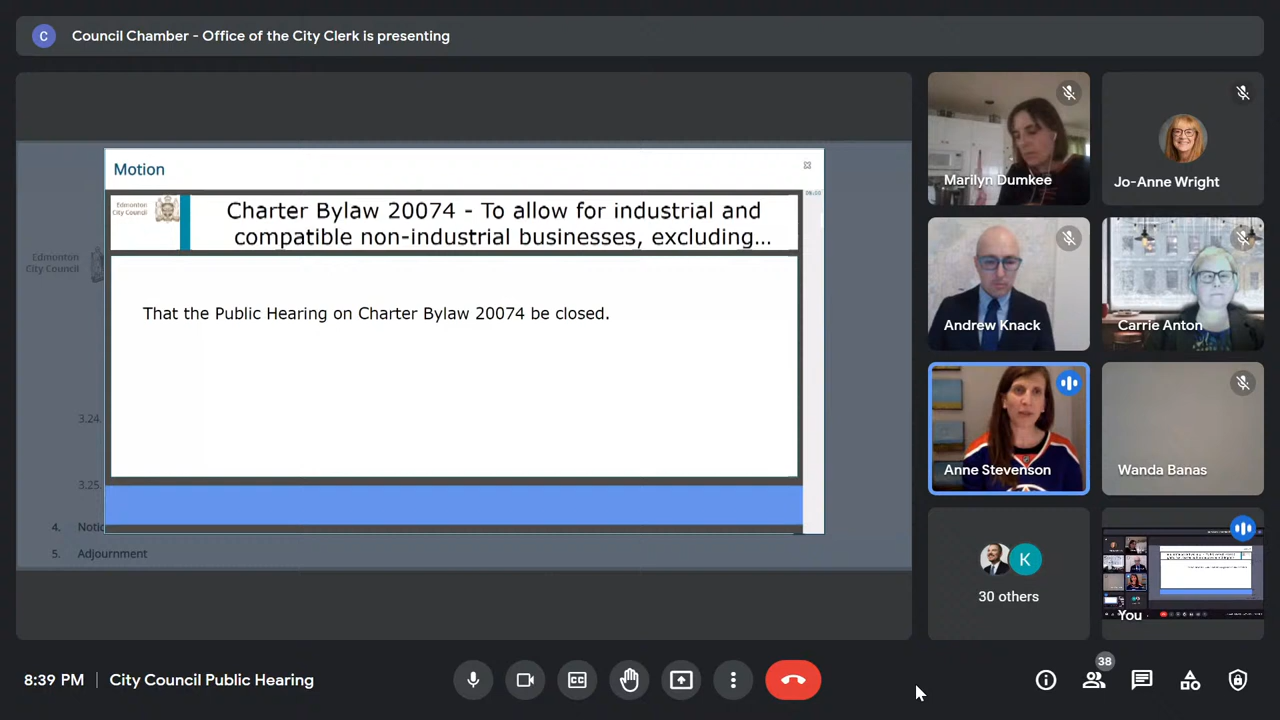 C
Council Chamber - Office of the City Clerk is presenting
Motion
Edmonton
City Council
Charter Bylaw 20074 - To allow for industrial and
compatible non-industrial businesses, excluding...
That the Public Hearing on Charter Bylaw 20074 be closed.
Edmonton
City Council
3.24.
3.25.
4. Notic
5. Adjournment
Marilyn Dumkee
Jo-Anne Wright
Andrew Knack
Carrie Anton
Anne Stevenson
Wanda Banas
K
30 others
You
8:39 PM | City Council Public Hearing
38